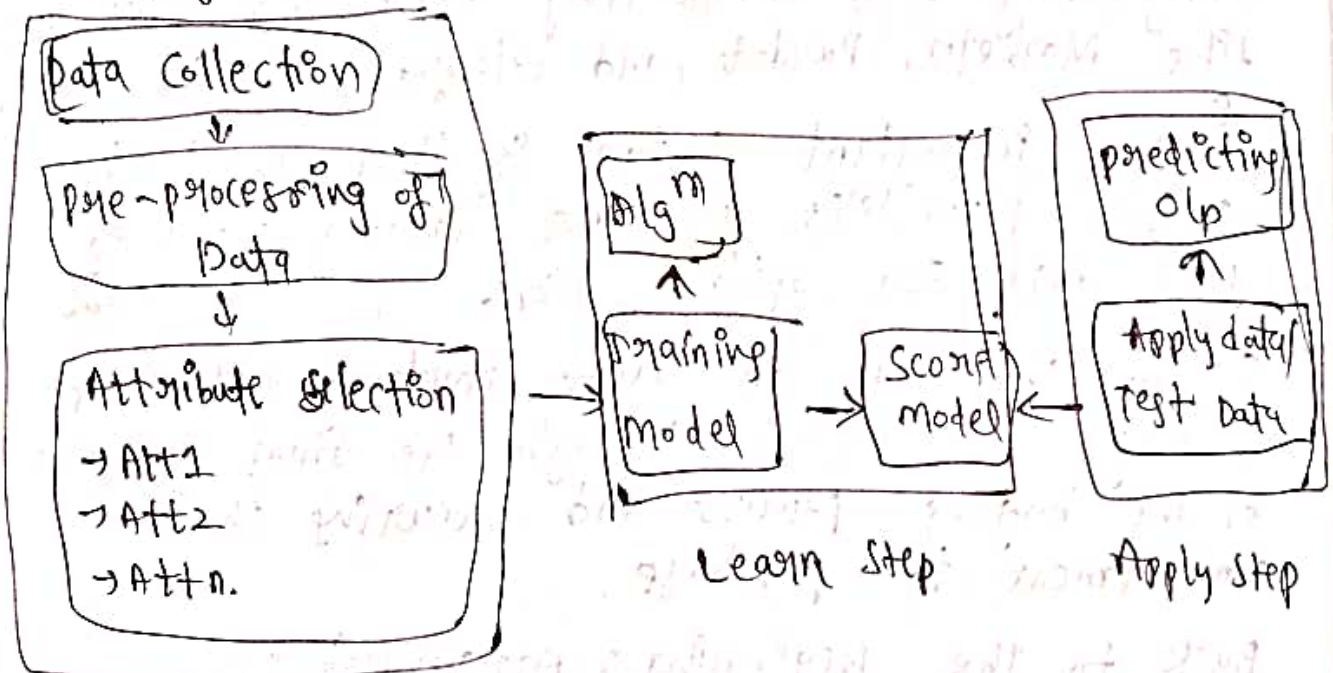 Data Collection
Pre-processing of
Data
Attribute Selection
→ Att1
→ Att2
→ Attn.
Algm
Training
Model
Score
Model
Learn Step
predicting
O/p
Apply data/
Test Data
Apply Step